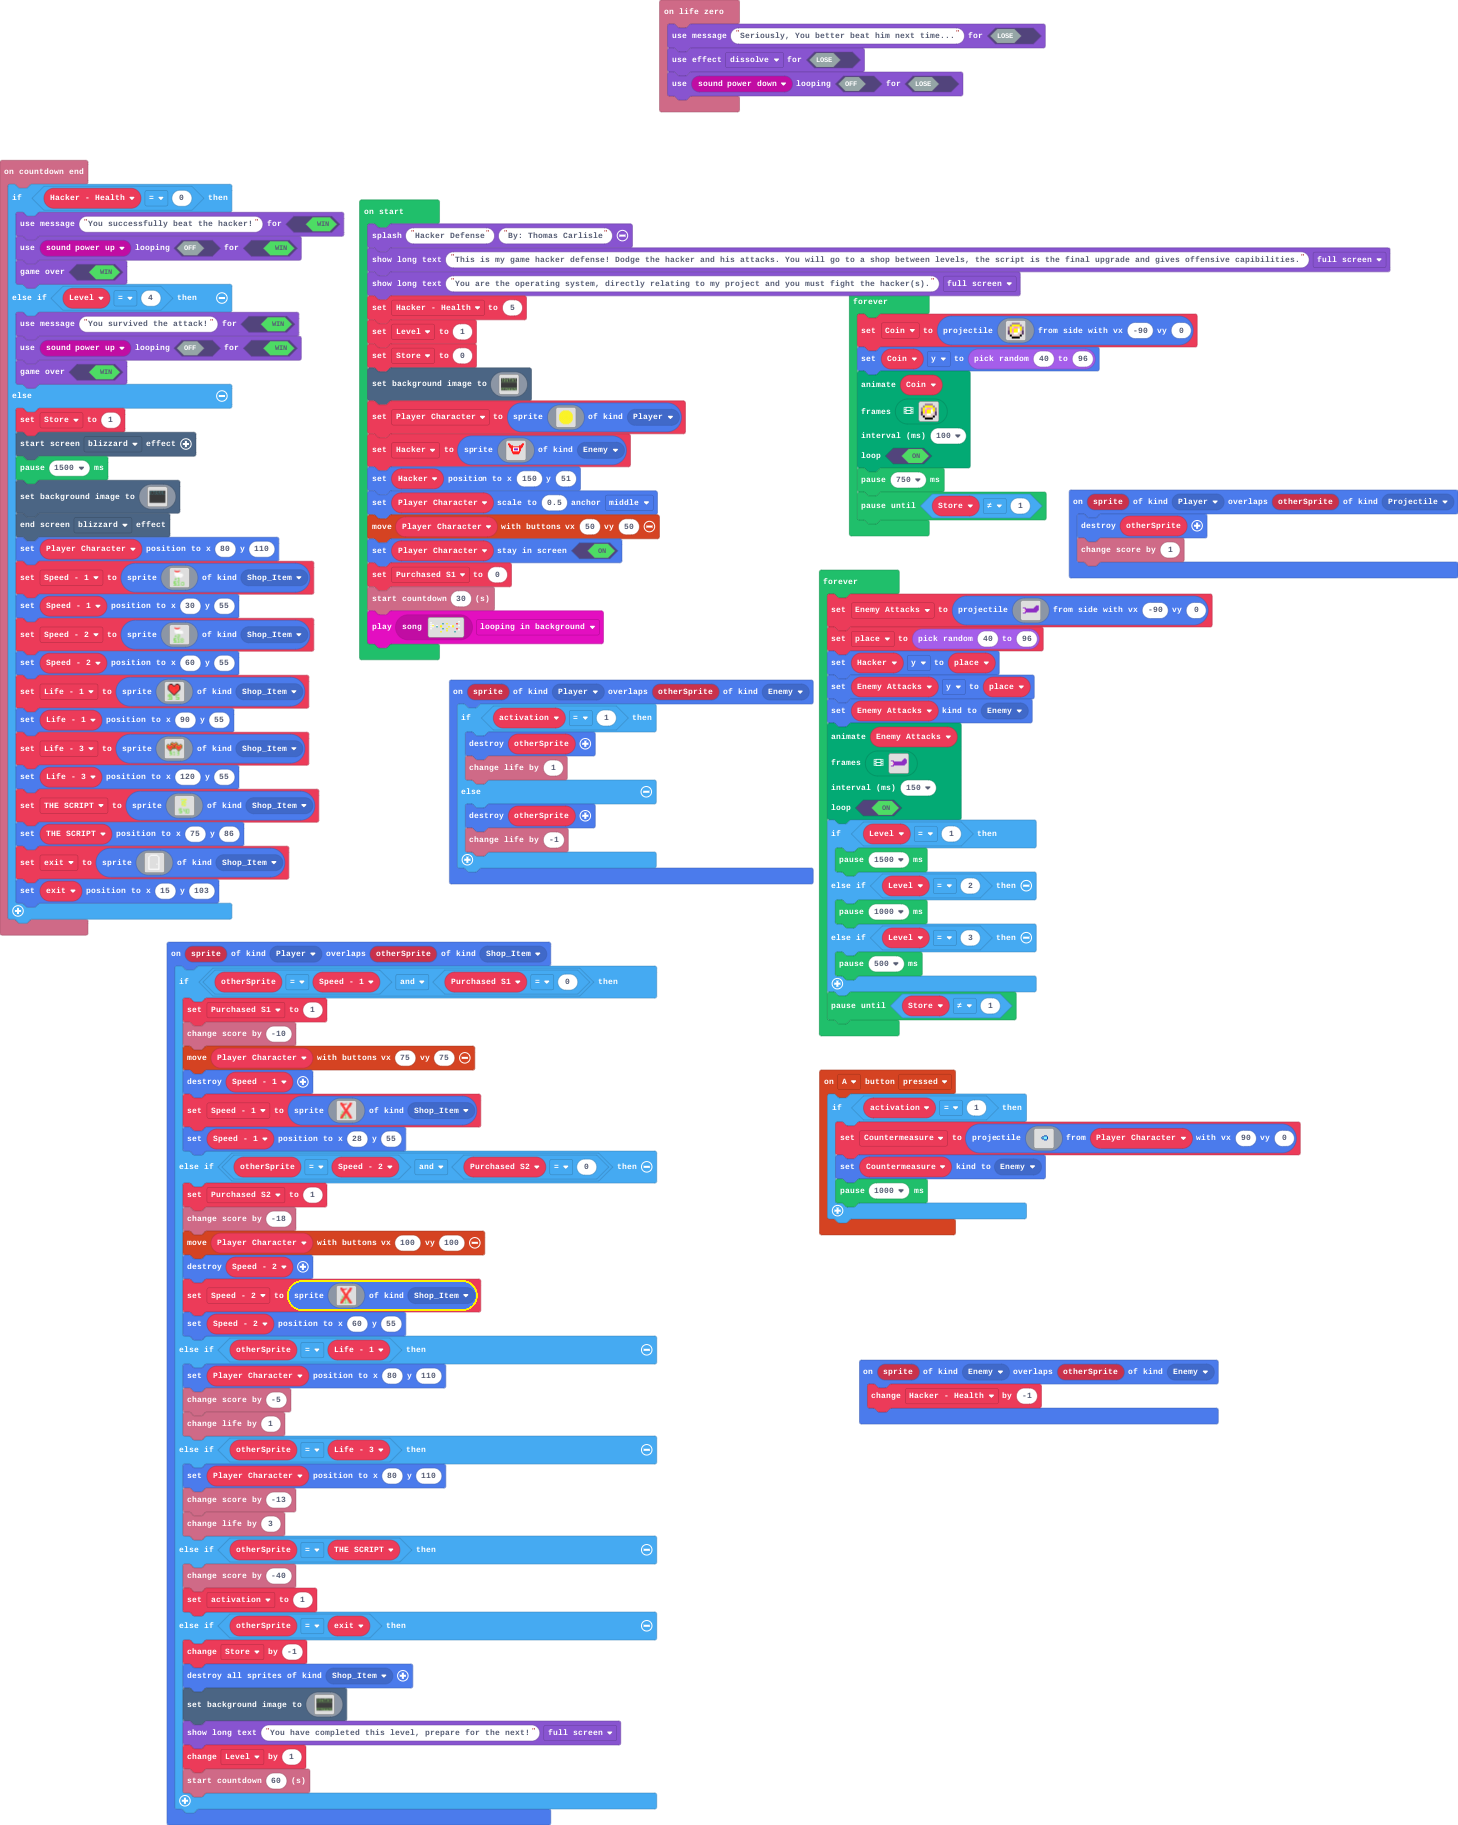 on life zero
use message "Seriously, You better beat him next time..." for LOSE
use effect dissolve for LOSE
use sound power down looping OFF for LOSE
on countdown end
if Hacker - Health = 0 then
use message "You successfully beat the hacker!" for WIN
use sound power up looping OFF for WIN
game over WIN
else if Level = 4 then
use message "You survived the attack!" for WIN
use sound power up looping OFF for WIN
game over WIN
else
set Store to 1
start screen blizzard effect
pause 1500 ms
set background image to
end screen blizzard effect
set Player Character position to x 80 y 110
set Speed - 1 to sprite of kind Shop_Item
set Speed - 1 position to x 30 y 55
set Speed - 2 to sprite of kind Shop_Item
set Speed - 2 position to x 60 y 55
set Life - 1 to sprite of kind Shop_Item
set Life - 1 position to x 90 y 55
set Life - 3 to sprite of kind Shop_Item
set Life - 3 position to x 120 y 55
set THE SCRIPT to sprite of kind Shop_Item
set THE SCRIPT position to x 75 y 86
set exit to sprite of kind Shop_Item
set exit position to x 15 y 103
on start
splash "Hacker Defense" "By: Thomas Carlisle"
show long text "This is my game hacker defense! Dodge the hacker and his attacks. You will go to a shop between levels, the script is the final upgrade and gives offensive capibilities." full screen
show long text "You are the operating system, directly relating to my project and you must fight the hacker(s)." full screen
set Hacker - Health to 5
set Level to 1
set Store to 0
set background image to
set Player Character to sprite of kind Player
set Hacker to sprite of kind Enemy
set Hacker position to x 150 y 51
set Player Character scale to 0.5 anchor middle
move Player Character with buttons vx 50 vy 50
set Player Character stay in screen ON
set Purchased S1 to 0
start countdown 30 (s)
play song looping in background
forever
set Coin to projectile from side with vx -90 vy 0
set Coin y to pick random 40 to 96
animate Coin
frames
interval (ms) 100
loop ON
pause 750 ms
pause until Store ≠ 1
on sprite of kind Player overlaps otherSprite of kind Projectile
destroy otherSprite
change score by 1
forever
set Enemy Attacks to projectile from side with vx -90 vy 0
set place to pick random 40 to 96
set Hacker y to place
set Enemy Attacks y to place
set Enemy Attacks kind to Enemy
animate Enemy Attacks
frames
interval (ms) 150
loop ON
if Level = 1 then
pause 1500 ms
else if Level = 2 then
pause 1000 ms
else if Level = 3 then
pause 500 ms
pause until Store ≠ 1
on sprite of kind Player overlaps otherSprite of kind Enemy
if activation = 1 then
destroy otherSprite
change life by 1
else
destroy otherSprite
change life by -1
on sprite of kind Player overlaps otherSprite of kind Shop_Item
if otherSprite = Speed - 1 and Purchased S1 = 0 then
set Purchased S1 to 1
change score by -10
move Player Character with buttons vx 75 vy 75
destroy Speed - 1
set Speed - 1 to sprite of kind Shop_Item
set Speed - 1 position to x 28 y 55
else if otherSprite = Speed - 2 and Purchased S2 = 0 then
set Purchased S2 to 1
change score by -18
move Player Character with buttons vx 100 vy 100
destroy Speed - 2
set Speed - 2 to sprite of kind Shop_Item
set Speed - 2 position to x 60 y 55
else if otherSprite = Life - 1 then
set Player Character position to x 80 y 110
change score by -5
change life by 1
else if otherSprite = Life - 3 then
set Player Character position to x 80 y 110
change score by -13
change life by 3
else if otherSprite = THE SCRIPT then
change score by -40
set activation to 1
else if otherSprite = exit then
change Store by -1
destroy all sprites of kind Shop_Item
set background image to
show long text "You have completed this level, prepare for the next!" full screen
change Level by 1
start countdown 60 (s)
on A button pressed
if activation = 1 then
set Countermeasure to projectile from Player Character with vx 90 vy 0
set Countermeasure kind to Enemy
pause 1000 ms
on sprite of kind Enemy overlaps otherSprite of kind Enemy
change Hacker - Health by -1